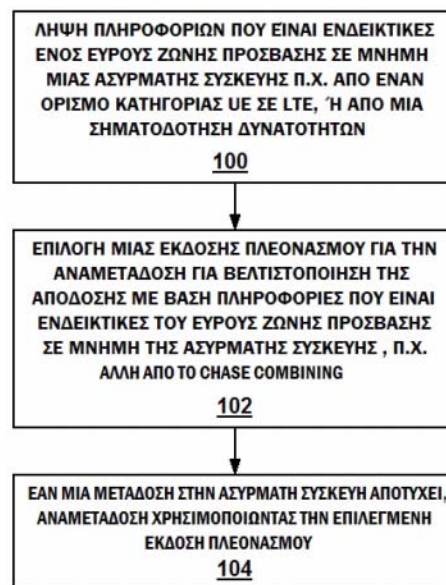 ΛΗΨΗ ΠΛΗΡΟΦΟΡΙΩΝ ΠΟΥ ΕΊΝΑΙ ΕΝΔΕΙΚΤΙΚΕΣ
ΕΝΟΣ ΕΥΡΟΥΣ ΖΩΝΗΣ ΠΡΟΣΒΑΣΗΣ ΣΕ ΜΝΗΜΗ
ΜΙΑΣ ΑΣΥΡΜΑΤΗΣ ΣΥΣΚΕΥΗΣ Π.Χ. ΑΠΟ ΕΝΑΝ
ΟΡΙΣΜΟ ΚΑΤΗΓΟΡΙΑΣ UE ΣΕ LTE, Ή ΑΠΟ ΜΙΑ
ΣΗΜΑΤΟΔΟΤΗΣΗ ΔΥΝΑΤΟΤΗΤΩΝ
100
ΕΠΙΛΟΓΗ ΜΙΑΣ ΕΚΔΟΣΗΣ ΠΛΕΟΝΑΣΜΟΥ ΓΙΑ ΤΗΝ
ΑΝΑΜΕΤΑΔΟΣΗ ΓΙΑ ΒΕΛΤΙΣΤΟΠΟΙΗΣΗ ΤΗΣ
ΑΠΟΔΟΣΗΣ ΜΕ ΒΑΣΗ ΠΛΗΡΟΦΟΡΙΕΣ ΠΟΥ ΕΙΝΑΙ
ΕΝΔΕΙΚΤΙΚΕΣ ΤΟΥ ΕΥΡΟΥΣ ΖΩΝΗΣ ΠΡΟΣΒΑΣΗΣ
ΣΕ ΜΝΗΜΗ ΤΗΣ ΑΣΥΡΜΑΤΗΣ ΣΥΣΚΕΥΗΣ , Π.Χ.
ΑΛΛΗ ΑΠΟ ΤΟ CHASE COMBINING
102
ΕΑΝ ΜΙΑ ΜΕΤΑΔΟΣΗ ΣΤΗΝ ΑΣΥΡΜΑΤΗ ΣΥΣΚΕΥΗ ΑΠΟΤΥΧΕΙ,
ΑΝΑΜΕΤΑΔΟΣΗ ΧΡΗΣΙΜΟΠΟΙΩΝΤΑΣ ΤΗΝ ΕΠΙΛΕΓΜΕΝΗ
ΕΚΔΟΣΗ ΠΛΕΟΝΑΣΜΟΥ
104